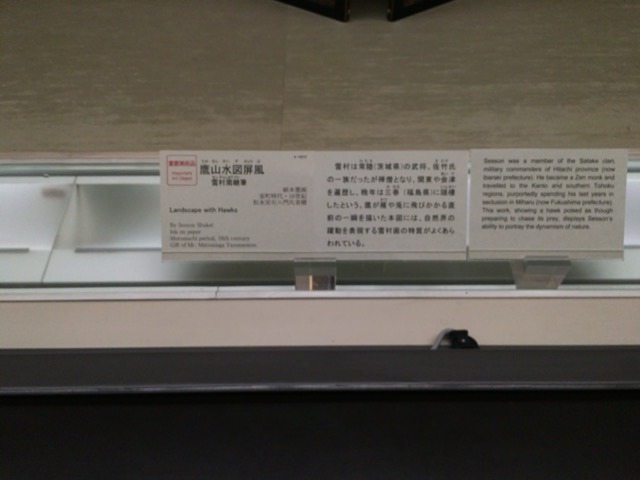 重要美術品
Important
Art Object
鷹山水図屏風
雪村周継筆
紙本墨画
室町時代・16世紀
Landscape with Hawks
By Sesson Shukei
Ink on paper
Muromachi period, 16th century
Gift of Mr. Matsunaga Yasuzaemon
雪村は常陸(茨城県)の武将、佐竹氏
の一族だったが禅僧となり、関東や会津
を遍歴し、晩年は三春(福島県)に隠棲
したという。鷹が雉や兎に飛びかかる直
前の一瞬を描いた本図には、自然界の
躍動を表現する雪村画の特質がよくあら
われている。
Sesson was a member of the Satake clan,
military commanders of Hitachi province (now
Ibaraki prefecture). He became a Zen monk and
travelled to the Kanto and southern Tohoku
regions, purportedly spending his last years in
seclusion in Miharu (now Fukushima prefecture).
This work, showing a hawk poised as though
preparing to chase its prey, displays Sesson's
ability to portray the dynamism of nature.